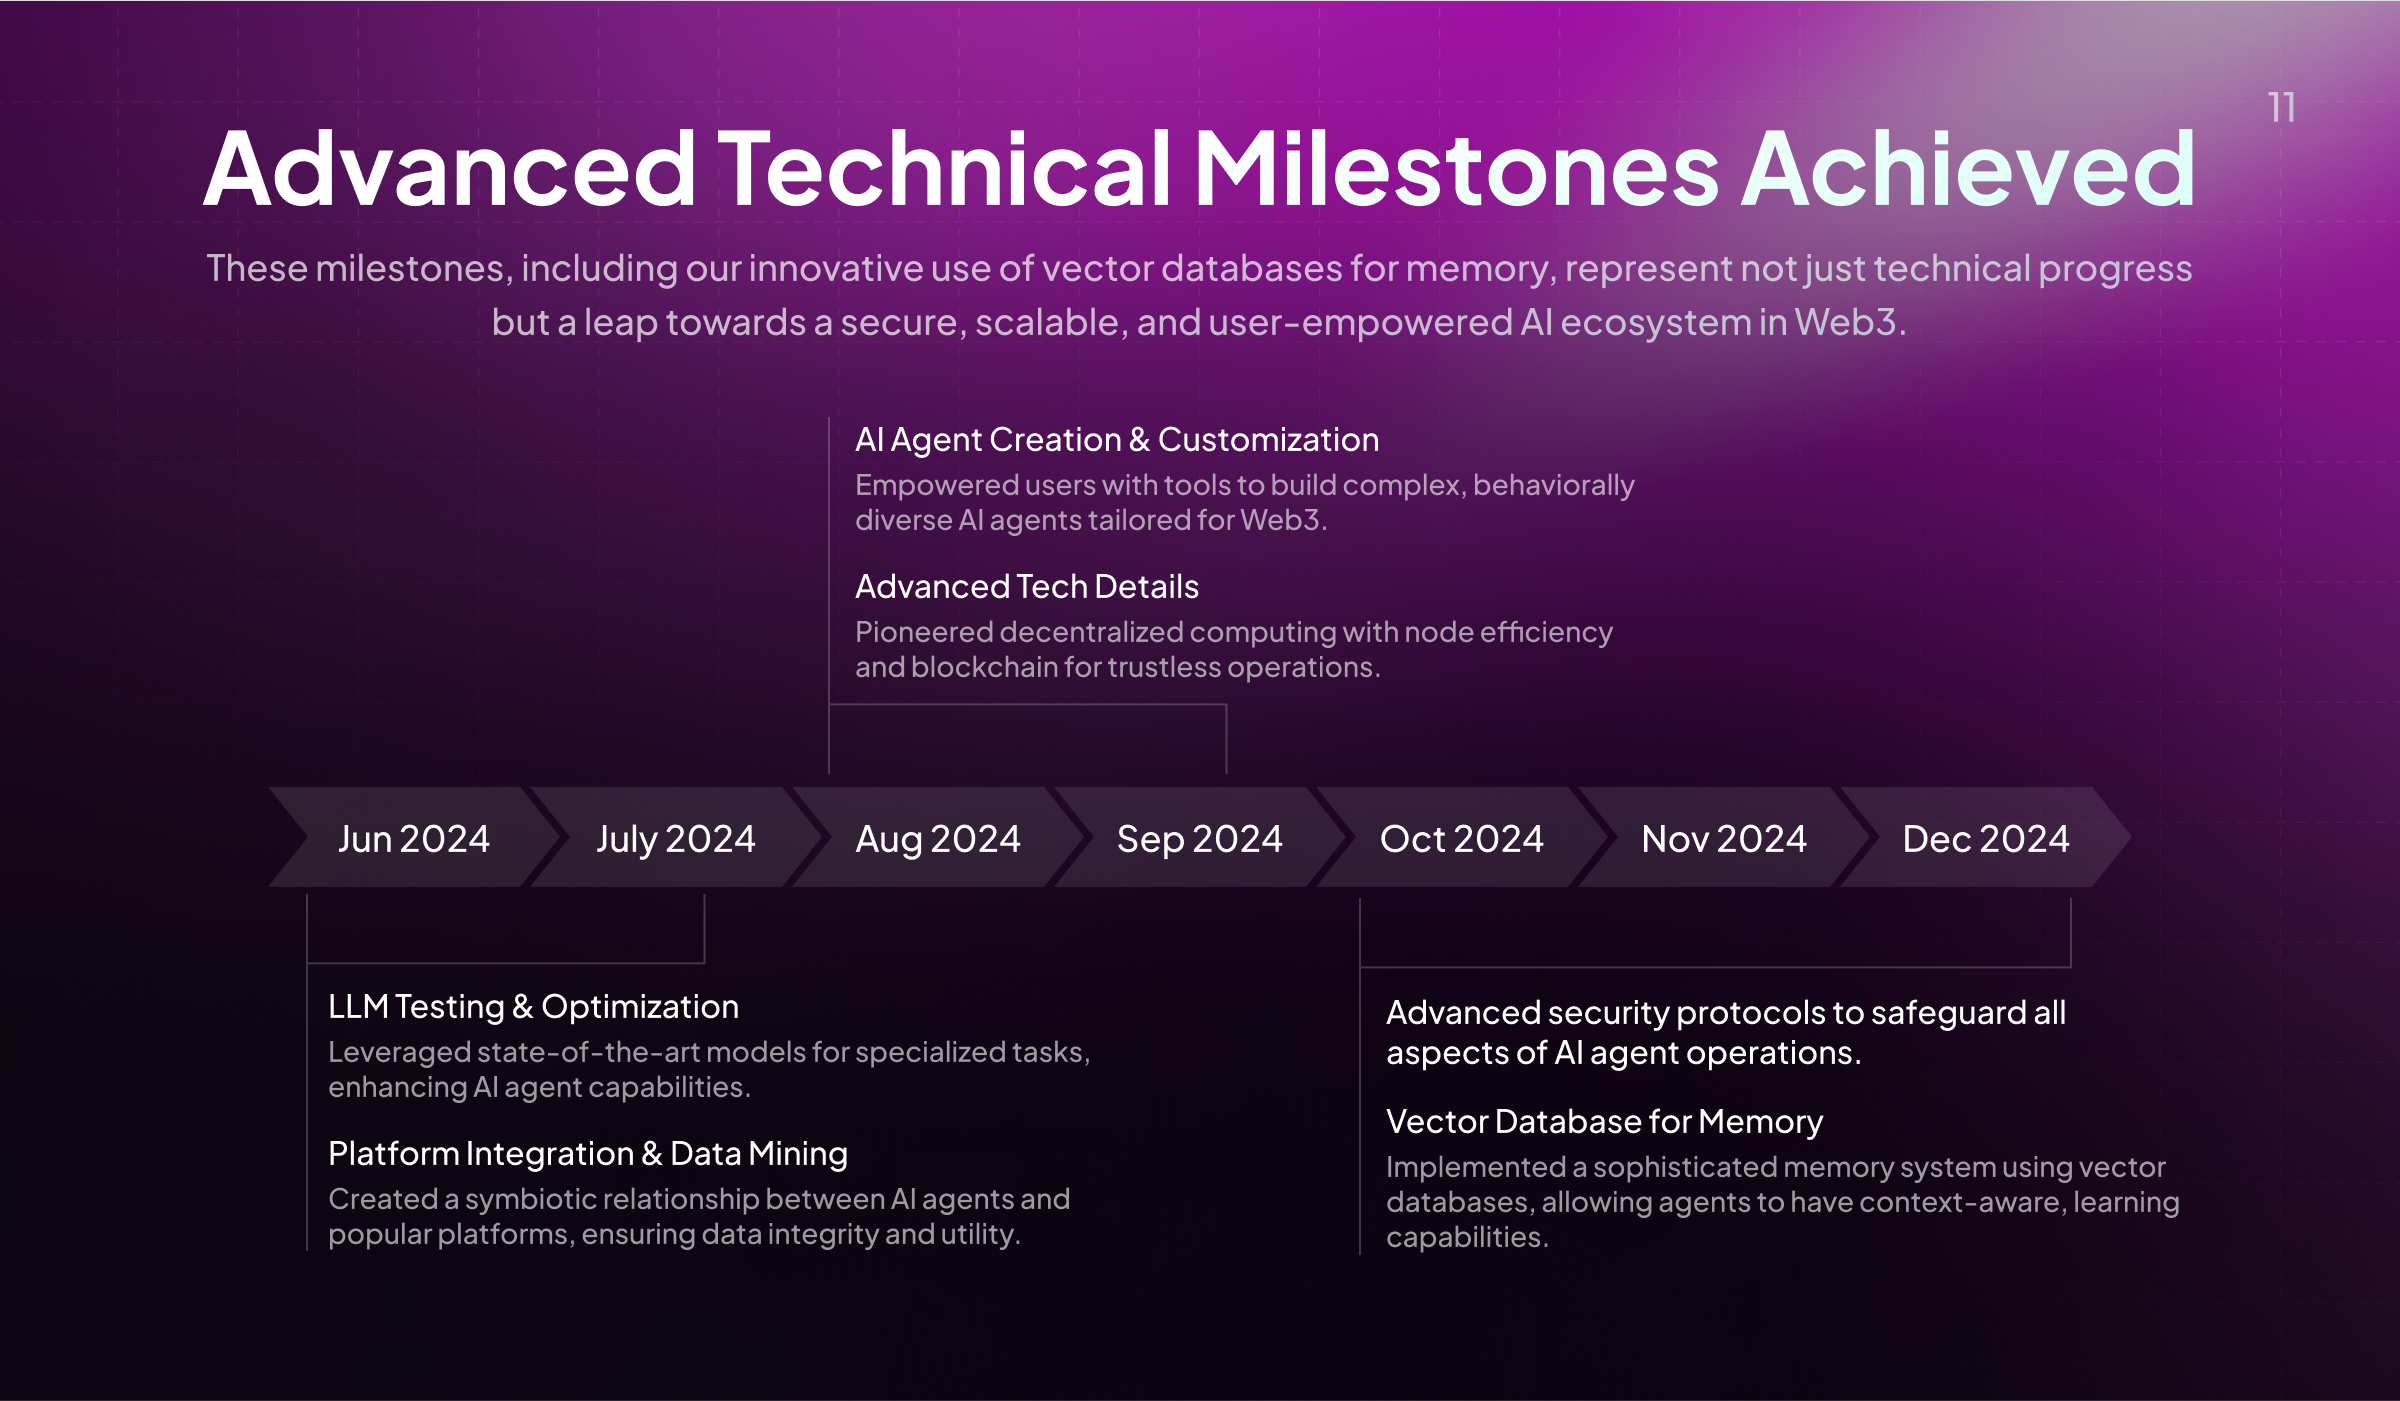 11
Advanced Technical Milestones Achieved
These milestones, including our innovative use of vector databases for memory, represent not just technical progress
but a leap towards a secure, scalable, and user-empowered AI ecosystem in Web3.
AI Agent Creation & Customization
Empowered users with tools to build complex, behaviorally
diverse AI agents tailored for Web3.
Advanced Tech Details
Pioneered decentralized computing with node efficiency
and blockchain for trustless operations.
Jun 2024
July 2024
Aug 2024
Sep 2024
Oct 2024
Nov 2024
Dec 2024
LLM Testing & Optimization
Leveraged state-of-the-art models for specialized tasks,
enhancing AI agent capabilities.
Platform Integration & Data Mining
Created a symbiotic relationship between AI agents and
popular platforms, ensuring data integrity and utility.
Advanced security protocols to safeguard all
aspects of AI agent operations.
Vector Database for Memory
Implemented a sophisticated memory system using vector
databases, allowing agents to have context-aware, learning
capabilities.